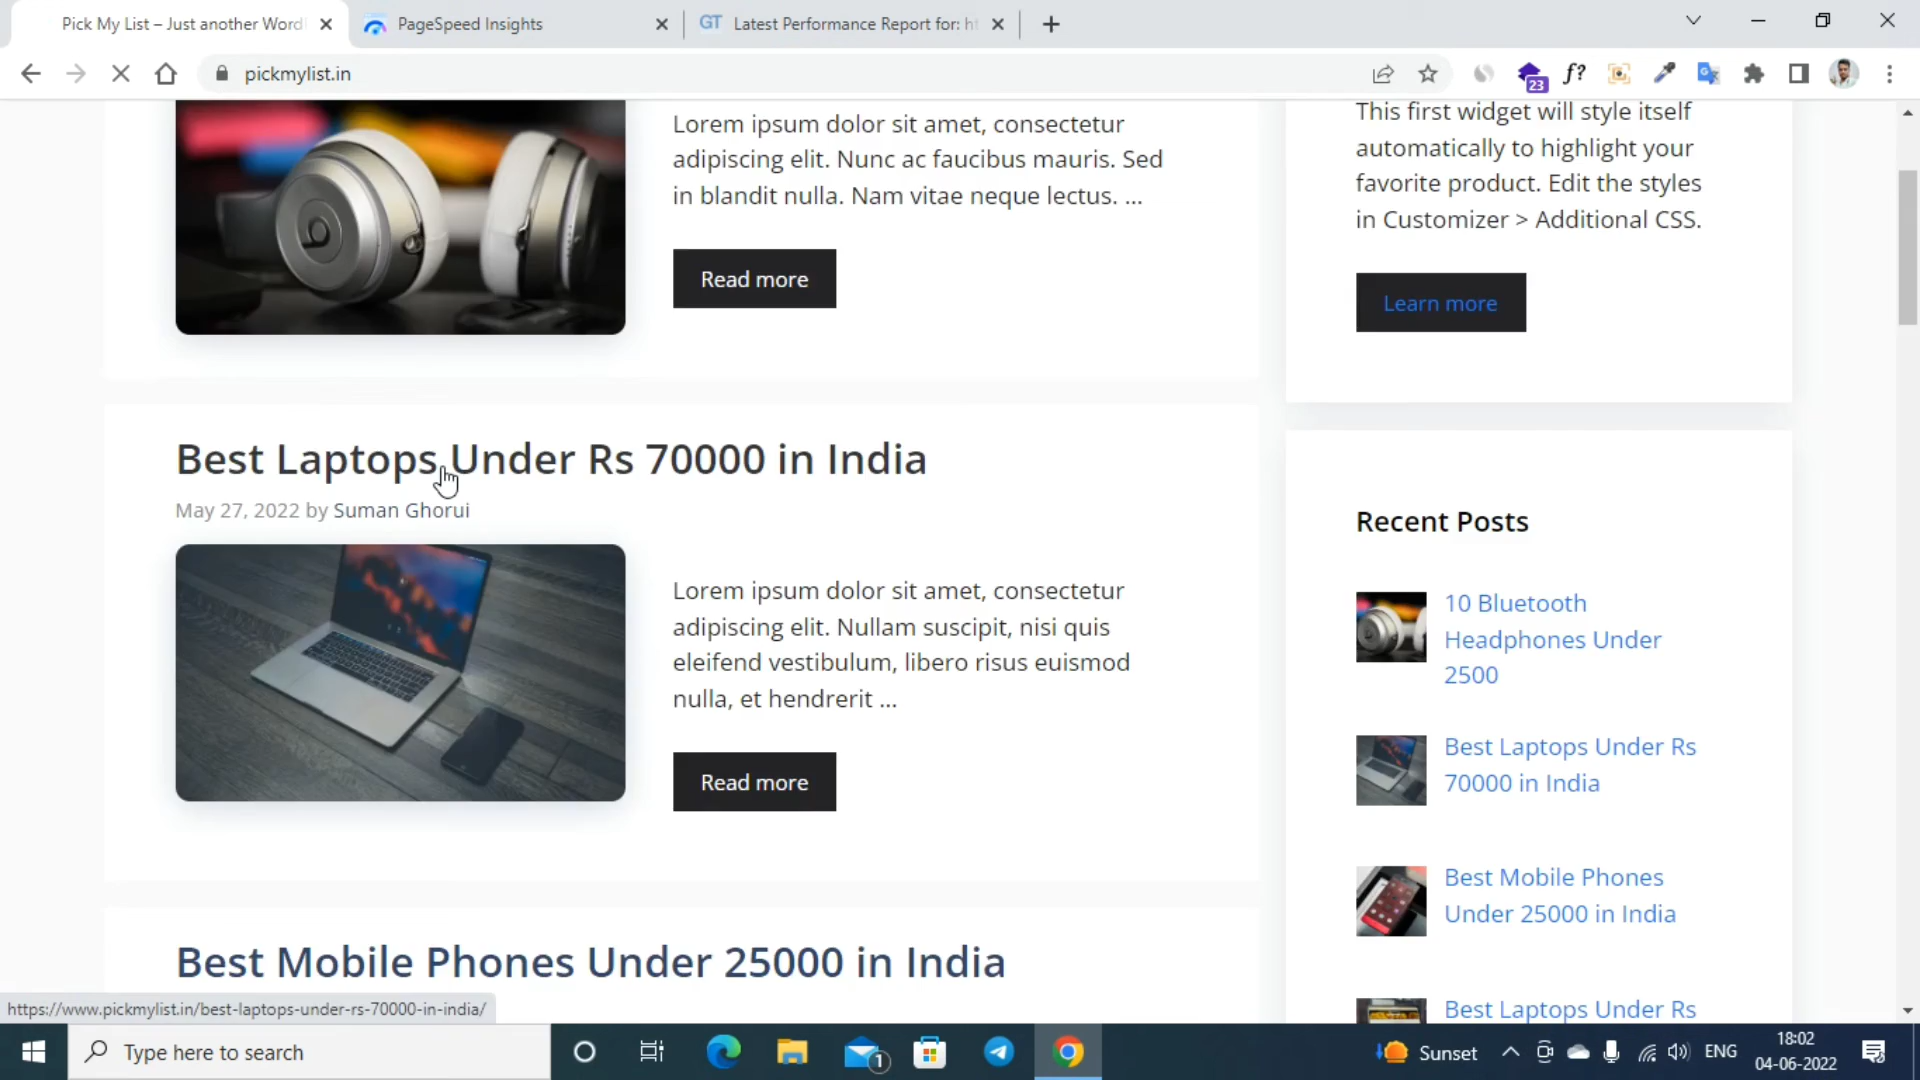 Pick My List – Just another Word
PageSpeed Insights
GT Latest Performance Report for: ht
pickmylist.in
23
f?
Lorem ipsum dolor sit amet, consectetur
adipiscing elit. Nunc ac faucibus mauris. Sed
in blandit nulla. Nam vitae neque lectus. ...
Read more
This first widget will style itself
automatically to highlight your
favorite product. Edit the styles
in Customizer > Additional CSS.
Learn more
Best Laptops Under Rs 70000 in India
May 27, 2022 by Suman Ghorui
Lorem ipsum dolor sit amet, consectetur
adipiscing elit. Nullam suscipit, nisi quis
eleifend vestibulum, libero risus euismod
nulla, et hendrerit ...
Read more
Recent Posts
10 Bluetooth
Headphones Under
2500
Best Laptops Under Rs
70000 in India
Best Mobile Phones
Under 25000 in India
Best Laptops Under Rs
Best Mobile Phones Under 25000 in India
https://www.pickmylist.in/best-laptops-under-rs-70000-in-india/
Type here to search
1
Sunset
ENG
18:02
04-06-2022